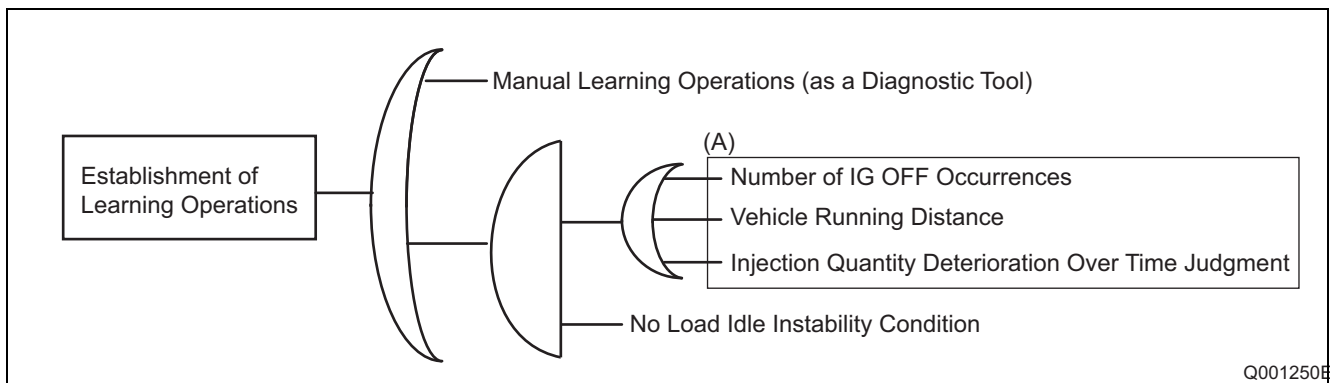 Manual Learning Operations (as a Diagnostic Tool)
(A)
Establishment of
Learning Operations
Number of IG OFF Occurrences
Vehicle Running Distance
Injection Quantity Deterioration Over Time Judgment
No Load Idle Instability Condition
Q001250E